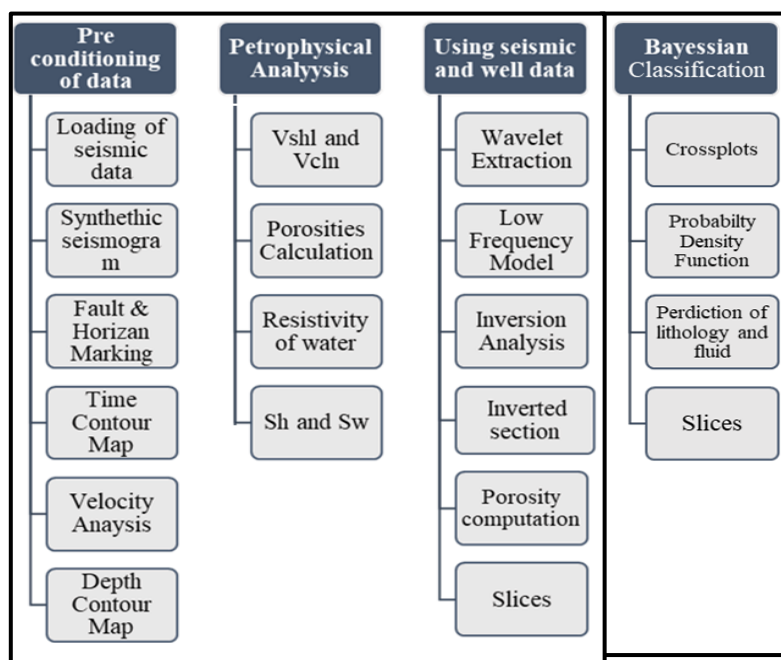 Pre
conditioning
of data
Loading of
seismic
data
Synthethic
seismogra
m
Fault &
Horizan
Marking
Time
Contour
Map
Velocity
Anaysis
Depth
Contour
Map
Petrophysical
Analyysis
Vshl and
Vcln
Porosities
Calculation
Resistivity
of water
Sh and Sw
Using seismic
and well data
Wavelet
Extraction
Low
Frequency
Model
Inversion
Analysis
Inverted
section
Porosity
computation
Slices
Bayessian
Classification
Crossplots
Probabilty
Density
Function
Perdiction of
lithology and
fluid
Slices